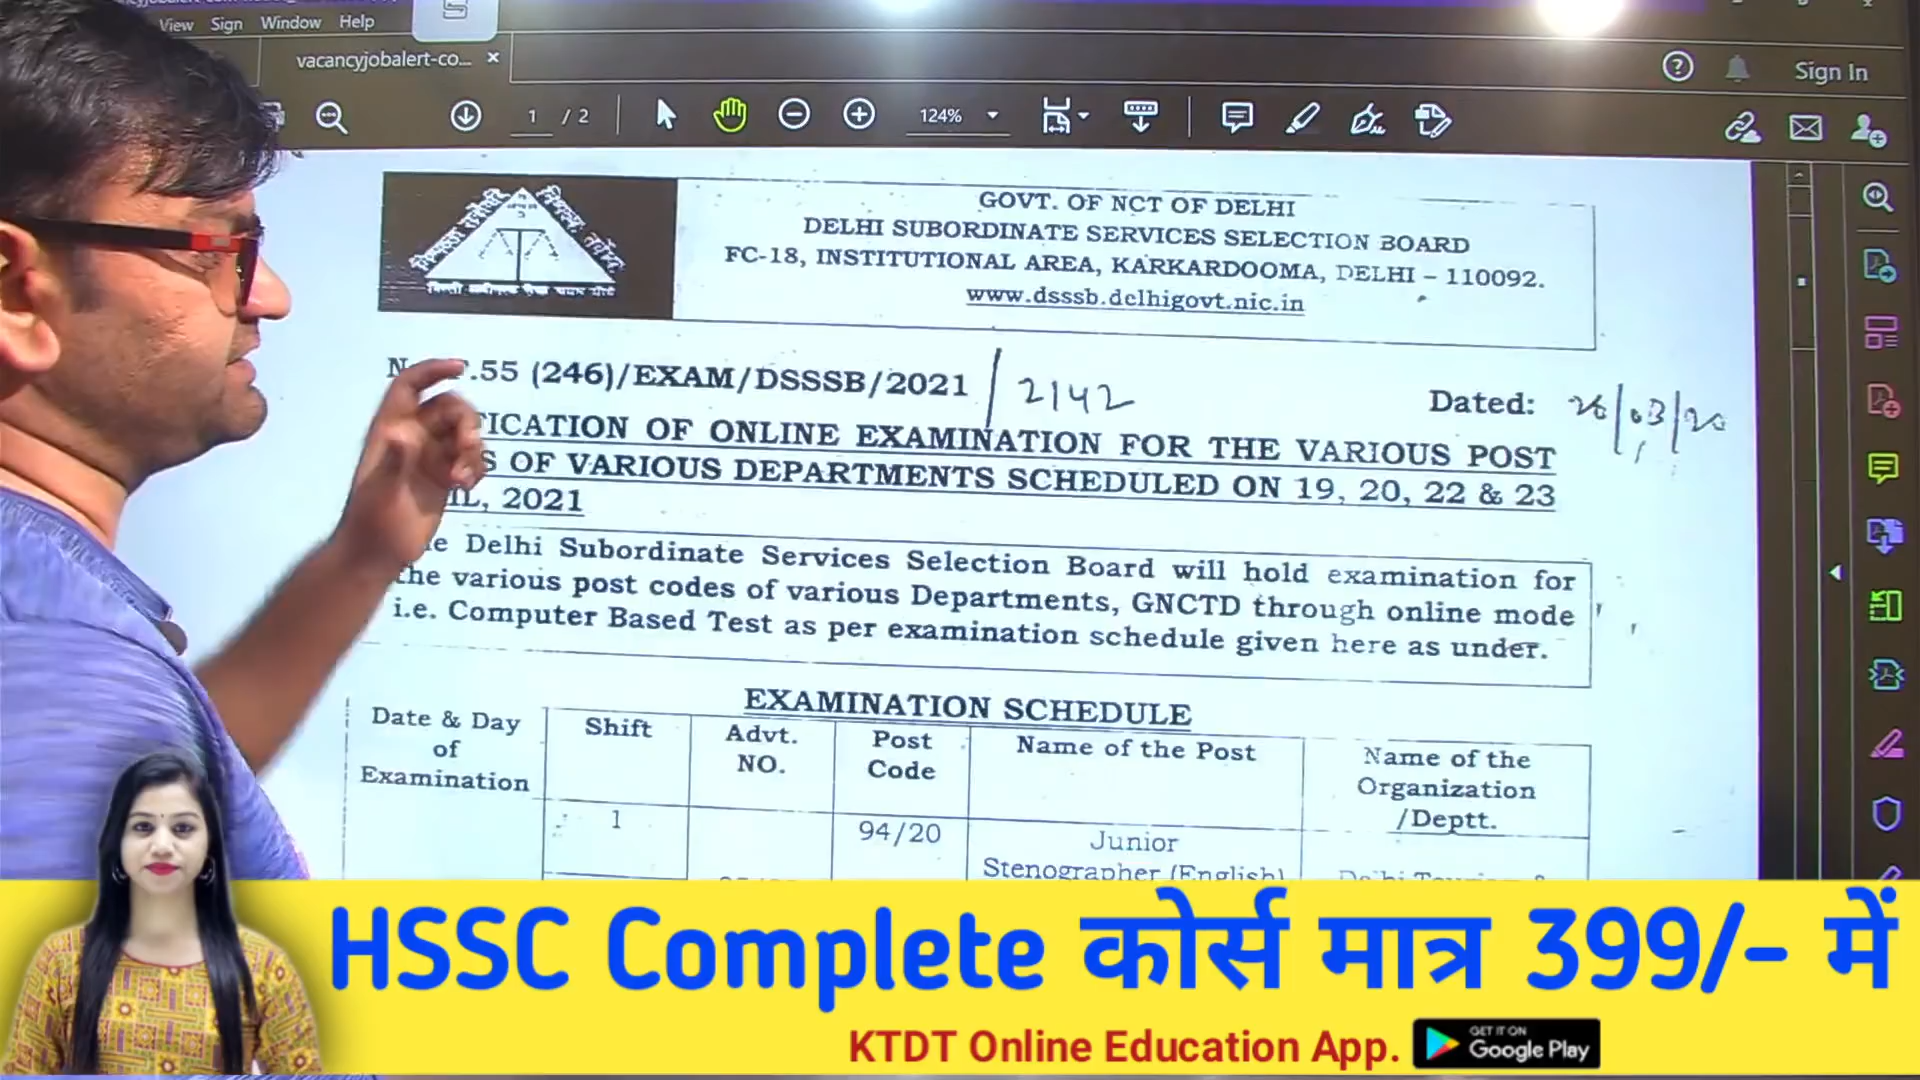 View Sign Window Help
vacancyjobalert-co... ×
Sign In
1 / 2
124%
GOVT. OF NCT OF DELHI
DELHI SUBORDINATE SERVICES SELECTION BOARD
FC-18, INSTITUTIONAL AREA, KARKARDOOMA, DELHI – 110092.
www.dsssb.delhigovt.nic.in
.55 (246)/EXAM/DSSSB/2021 /2142
Dated: 26/03/20
FICATION OF ONLINE EXAMINATION FOR THE VARIOUS POST
S OF VARIOUS DEPARTMENTS SCHEDULED ON 19, 20, 22 & 23
IL, 2021
e Delhi Subordinate Services Selection Board will hold examination for
the various post codes of various Departments, GNCTD through online mode
i.e. Computer Based Test as per examination schedule given here as under.
EXAMINATION SCHEDULE
Date & Day of Examination
Shift
Advt. NO.
Post Code
Name of the Post
Name of the Organization /Deptt.
1
94/20
Junior
Stenographer (English)
HSSC Complete कोर्स मात्र 399/- में
KTDT Online Education App.
GET IT ON
Google Play